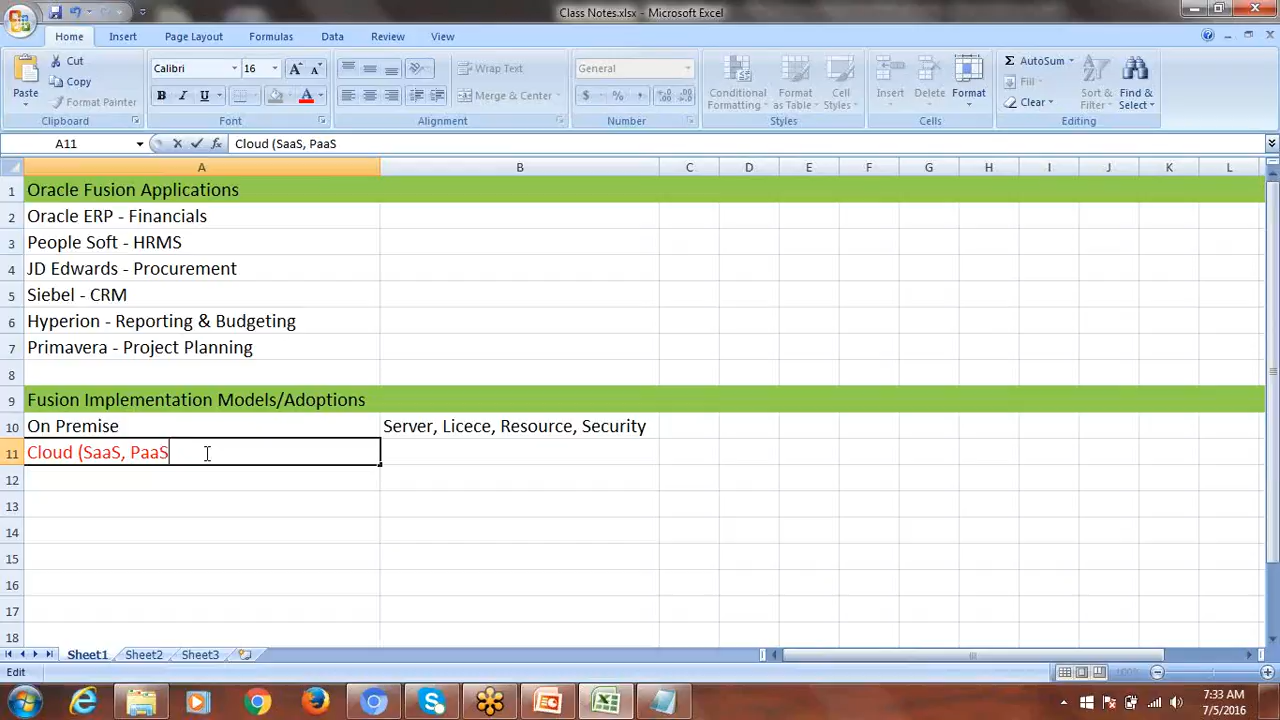 Class Notes.xlsx - Microsoft Excel
Home Insert Page Layout Formulas Data Review View
Paste Cut Copy Format Painter
Calibri 16
B I U A
Wrap Text
Merge & Center
General
$ % ,
Conditional Formatting Format as Table Cell Styles
Insert Delete Format
Σ AutoSum Fill Clear
Sort & Filter Find & Select
Clipboard Font Alignment Number Styles Cells Editing
A11 fx Cloud (SaaS, PaaS
A B C D E F G H I J K L
1 Oracle Fusion Applications
2 Oracle ERP - Financials
3 People Soft - HRMS
4 JD Edwards - Procurement
5 Siebel - CRM
6 Hyperion - Reporting & Budgeting
7 Primavera - Project Planning
8
9 Fusion Implementation Models/Adoptions
10 On Premise Server, Licece, Resource, Security
11 Cloud (SaaS, PaaS
12
13
14
15
16
17
18
Sheet1 Sheet2 Sheet3
Edit 100%
7:33 AM
7/5/2016